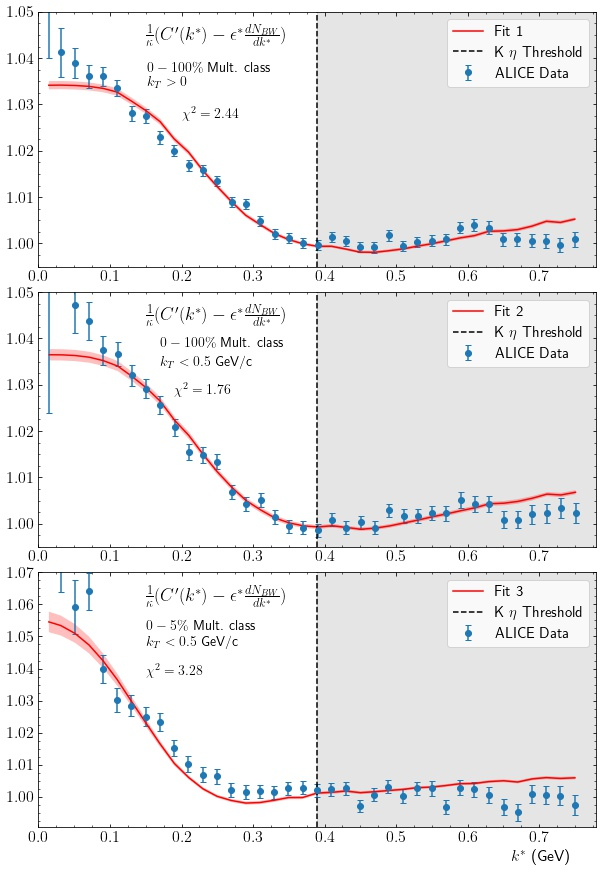 1.05
1.04
1.03
1.02
1.01
1.00
0.0 0.1 0.2 0.3 0.4 0.5 0.6 0.7
1/κ(C′(k*) − ϵ* dN_BW/dk*)
0 − 100% Mult. class
k_T > 0
χ² = 2.44
Fit 1
K η Threshold
ALICE Data
1.05
1.04
1.03
1.02
1.01
1.00
0.0 0.1 0.2 0.3 0.4 0.5 0.6 0.7
1/κ(C′(k*) − ϵ* dN_BW/dk*)
0 − 100% Mult. class
k_T < 0.5 GeV/c
χ² = 1.76
Fit 2
K η Threshold
ALICE Data
1.07
1.06
1.05
1.04
1.03
1.02
1.01
1.00
0.0 0.1 0.2 0.3 0.4 0.5 0.6 0.7
1/κ(C′(k*) − ϵ* dN_BW/dk*)
0 − 5% Mult. class
k_T < 0.5 GeV/c
χ² = 3.28
Fit 3
K η Threshold
ALICE Data
k* (GeV)